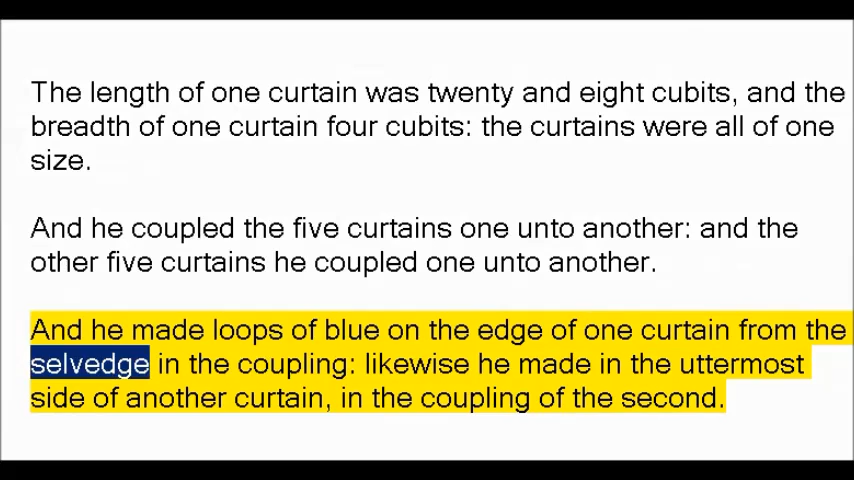 The length of one curtain was twenty and eight cubits, and the
breadth of one curtain four cubits: the curtains were all of one
size.
And he coupled the five curtains one unto another: and the
other five curtains he coupled one unto another.
And he made loops of blue on the edge of one curtain from the
selvedge in the coupling: likewise he made in the uttermost
side of another curtain, in the coupling of the second.